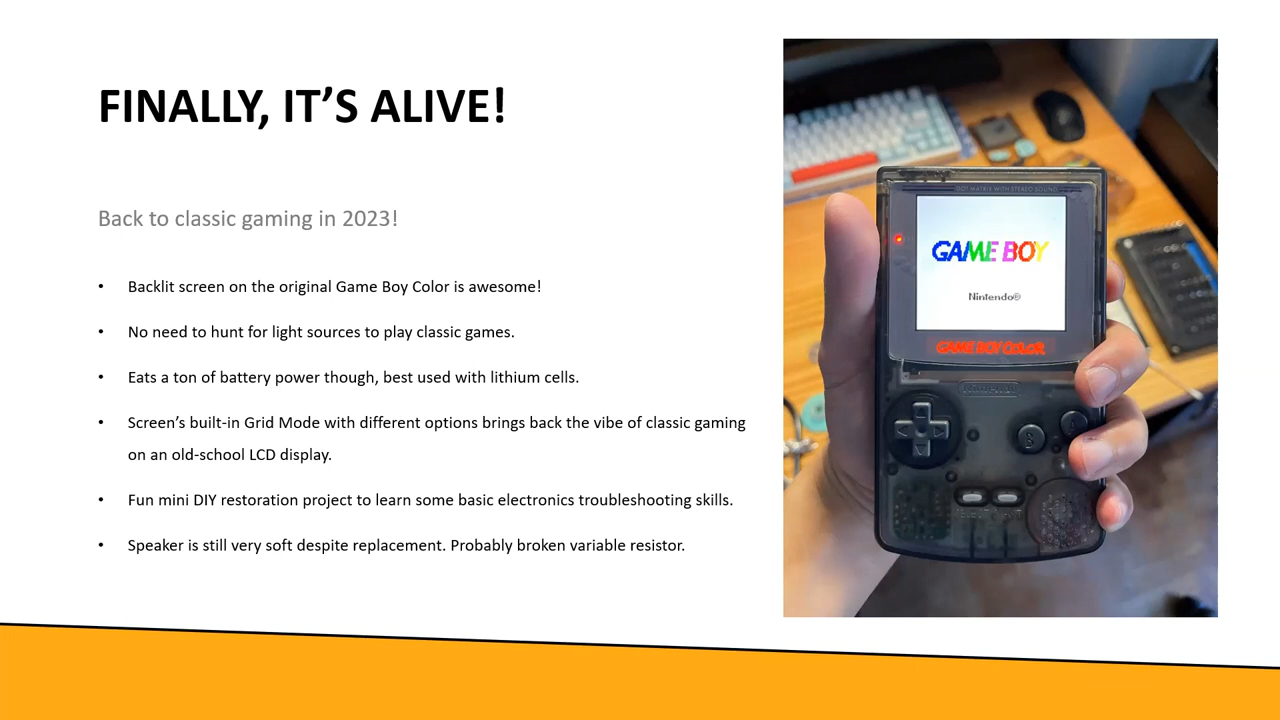 FINALLY, IT’S ALIVE!
Back to classic gaming in 2023!
• Backlit screen on the original Game Boy Color is awesome!
• No need to hunt for light sources to play classic games.
• Eats a ton of battery power though, best used with lithium cells.
• Screen’s built-in Grid Mode with different options brings back the vibe of classic gaming
on an old-school LCD display.
• Fun mini DIY restoration project to learn some basic electronics troubleshooting skills.
• Speaker is still very soft despite replacement. Probably broken variable resistor.
DOT MATRIX WITH STEREO SOUND
GAME BOY
Nintendo®
GAME BOY COLOR
Nintendo
B
A
SELECT START